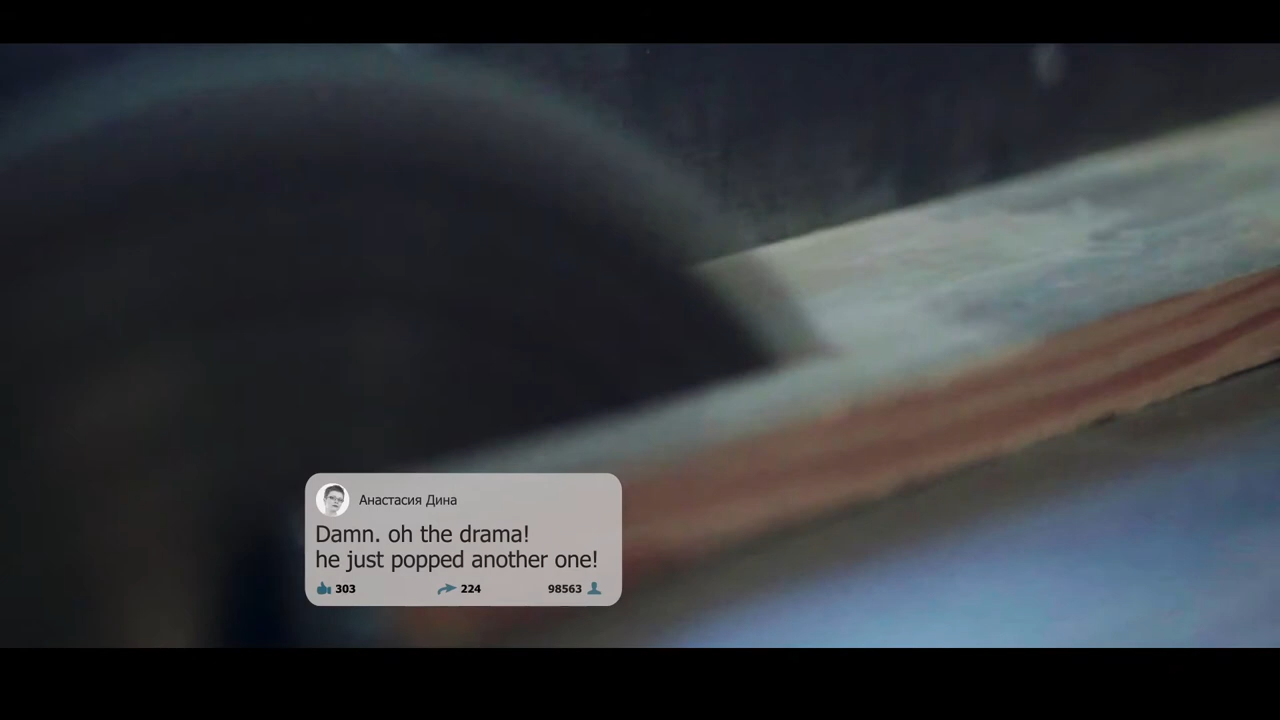 Анастасия Дина
Damn. oh the drama!
he just popped another one!
303 224 98563